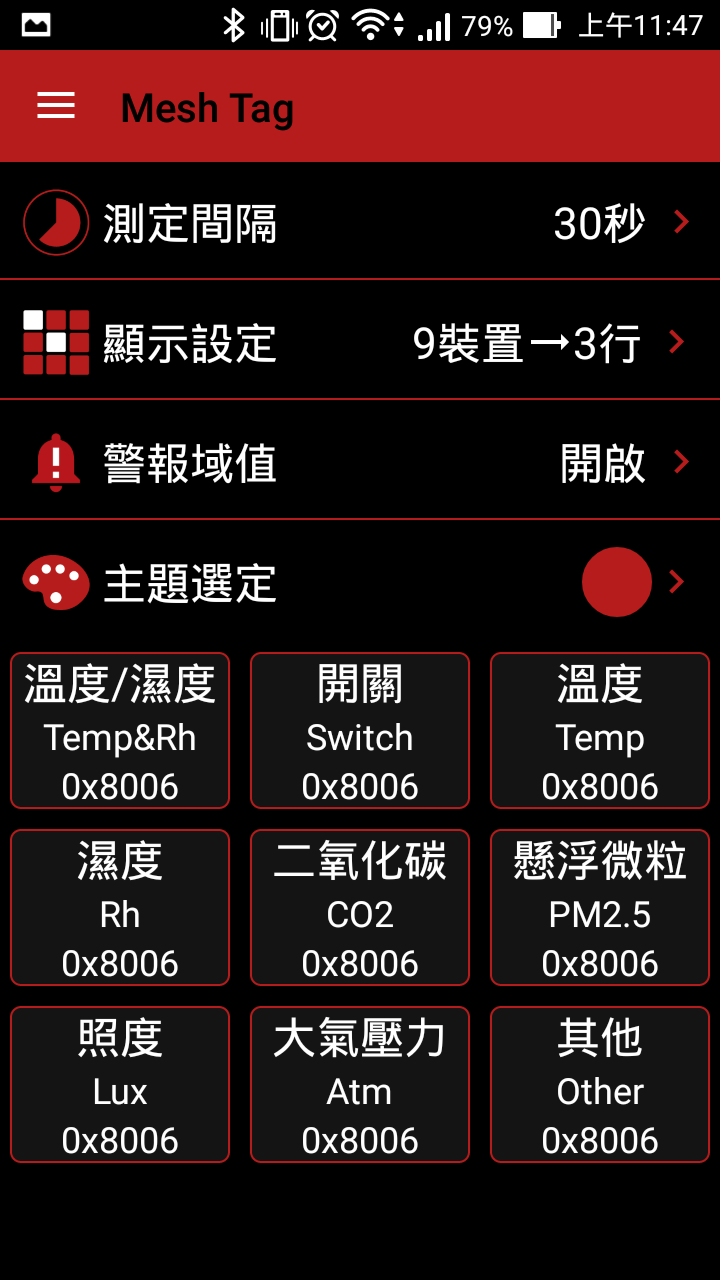 79% 上午11:47
Mesh Tag
測定間隔 30秒
顯示設定 9裝置→3行
警報域值 開啟
主題選定
溫度/濕度 開關 溫度
Temp&Rh Switch Temp
0x8006 0x8006 0x8006
濕度 二氧化碳 懸浮微粒
Rh CO2 PM2.5
0x8006 0x8006 0x8006
照度 大氣壓力 其他
Lux Atm Other
0x8006 0x8006 0x8006